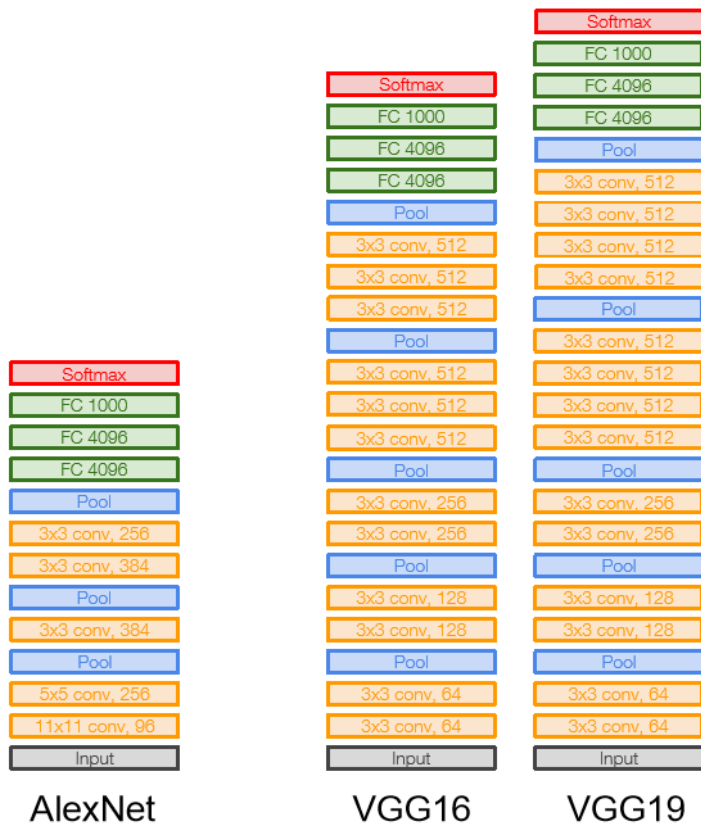 Softmax
FC 1000
FC 4096
FC 4096
Pool
3x3 conv, 256
3x3 conv, 384
Pool
3x3 conv, 384
Pool
5x5 conv, 256
11x11 conv, 96
Input
AlexNet
Softmax
FC 1000
FC 4096
FC 4096
Pool
3x3 conv, 512
3x3 conv, 512
3x3 conv, 512
Pool
3x3 conv, 512
3x3 conv, 512
3x3 conv, 512
Pool
3x3 conv, 256
3x3 conv, 256
Pool
3x3 conv, 128
3x3 conv, 128
Pool
3x3 conv, 64
3x3 conv, 64
Input
VGG16
Softmax
FC 1000
FC 4096
FC 4096
Pool
3x3 conv, 512
3x3 conv, 512
3x3 conv, 512
3x3 conv, 512
Pool
3x3 conv, 512
3x3 conv, 512
3x3 conv, 512
3x3 conv, 512
Pool
3x3 conv, 256
3x3 conv, 256
Pool
3x3 conv, 128
3x3 conv, 128
Pool
3x3 conv, 64
3x3 conv, 64
Input
VGG19